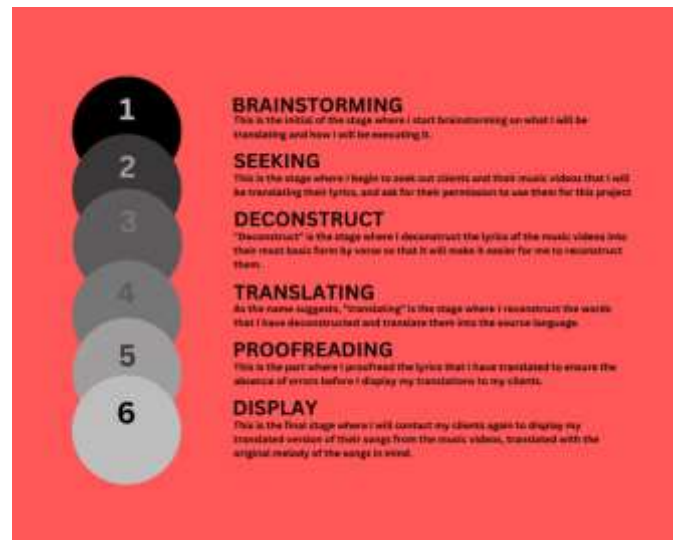 1
BRAINSTORMING
This is the initial of the stage where I start brainstorming on what I will be
translating and how I will be executing it.
2
SEEKING
This is the stage where I begin to seek out clients and their music videos that I will
be translating their lyrics, and ask for their permission to use them for this project
3
DECONSTRUCT
"Deconstruct" is the stage where I deconstruct the lyrics of the music videos into
their most basic form by verse so that it will make it easier for me to reconstruct
them.
4
TRANSLATING
As the name suggests, "translating" is the stage where I reconstruct the words
that I have deconstructed and translate them into the source language.
5
PROOFREADING
This is the part where I proofread the lyrics that I have translated to ensure the
absence of errors before I display my translations to my clients.
6
DISPLAY
This is the final stage where I will contact my clients again to display my
translated version of their songs from the music videos, translated with the
original melody of the songs in mind.